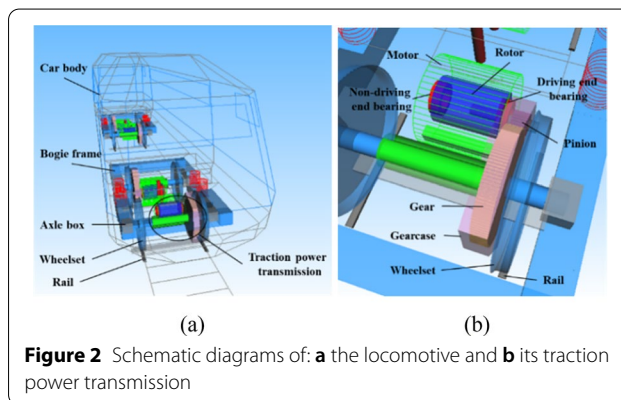 Car body
Bogie frame
Axle box
Wheelset
Rail
Traction power
transmission
(a)
Motor
Rotor
Non-driving
end bearing
Driving end
bearing
Pinion
Gear
Gearcase
Wheelset
Rail
(b)
Figure 2 Schematic diagrams of: a the locomotive and b its traction
power transmission